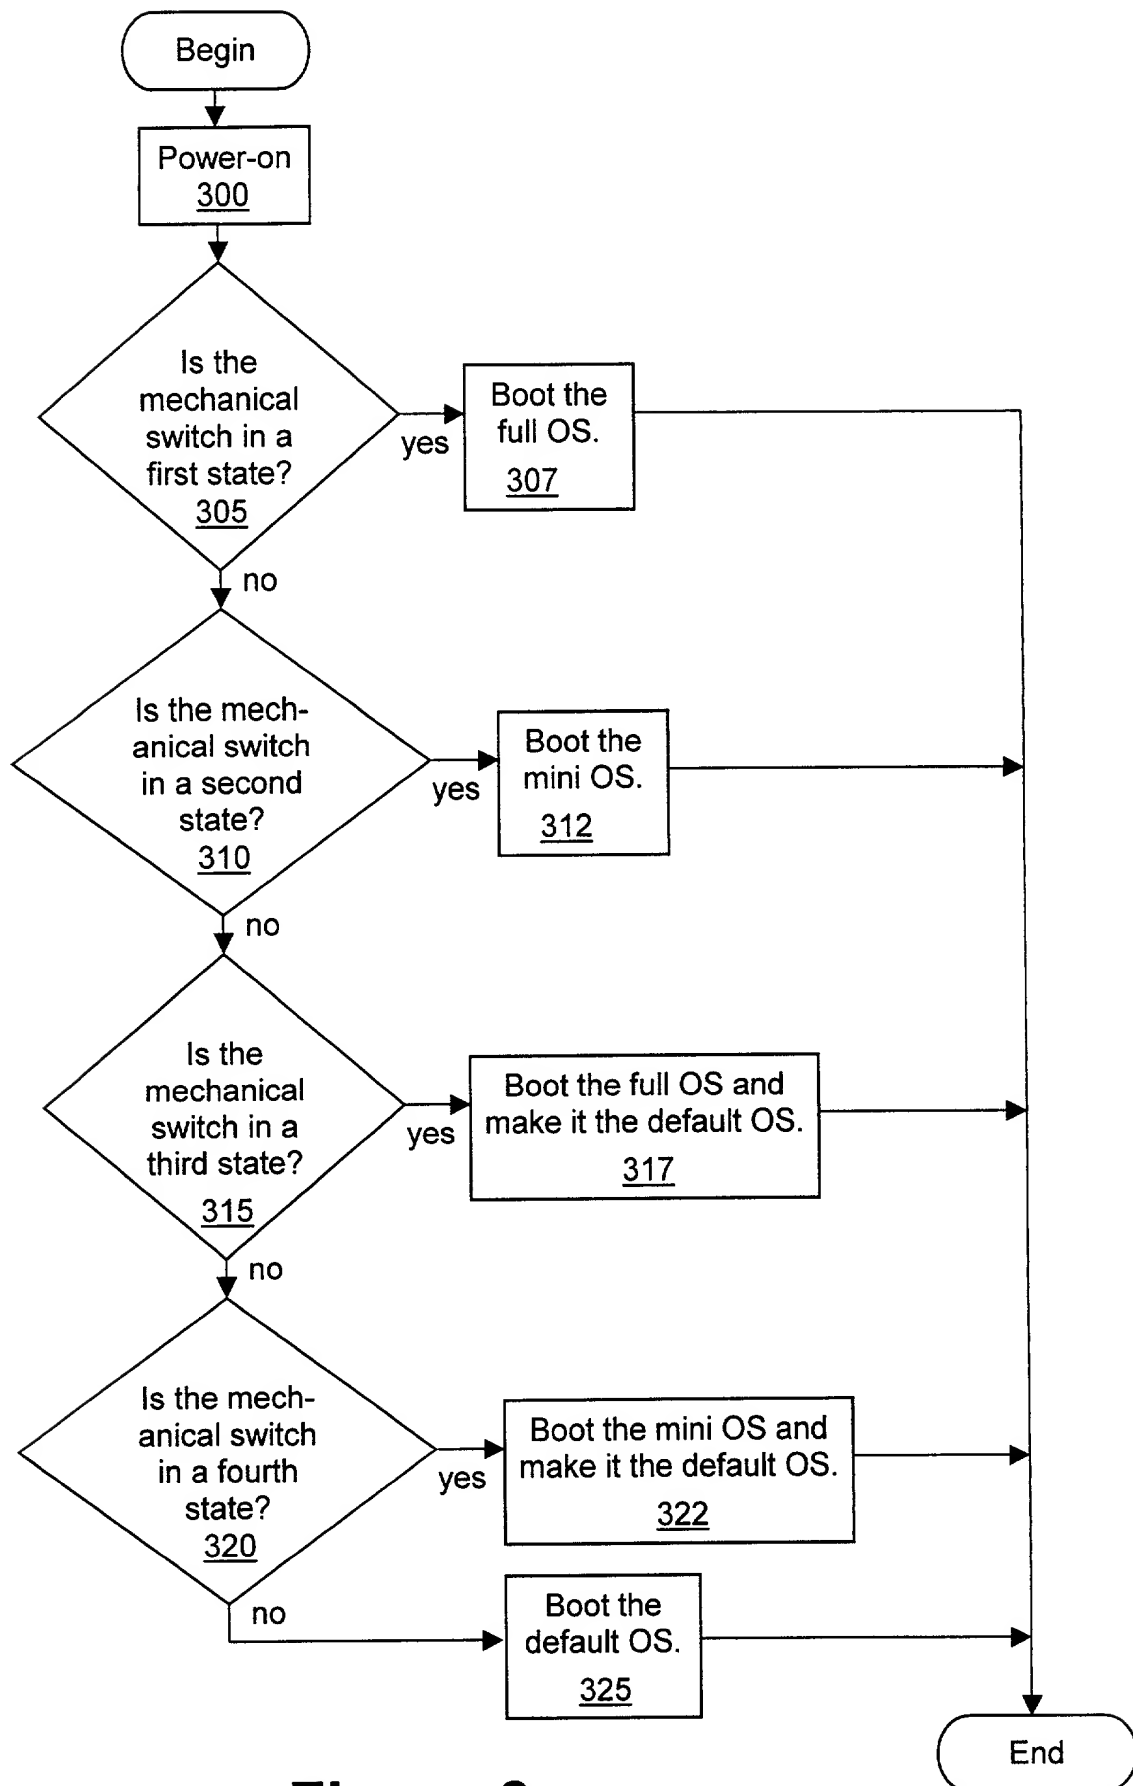 Begin
Power-on
300
Is the
mechanical
switch in a
first state?
305
yes
Boot the
full OS.
307
no
Is the mech-
anical switch
in a second
state?
310
yes
Boot the
mini OS.
312
no
Is the
mechanical
switch in a
third state?
315
yes
Boot the full OS and
make it the default OS.
317
no
Is the mech-
anical switch
in a fourth
state?
320
yes
Boot the mini OS and
make it the default OS.
322
no
Boot the
default OS.
325
End